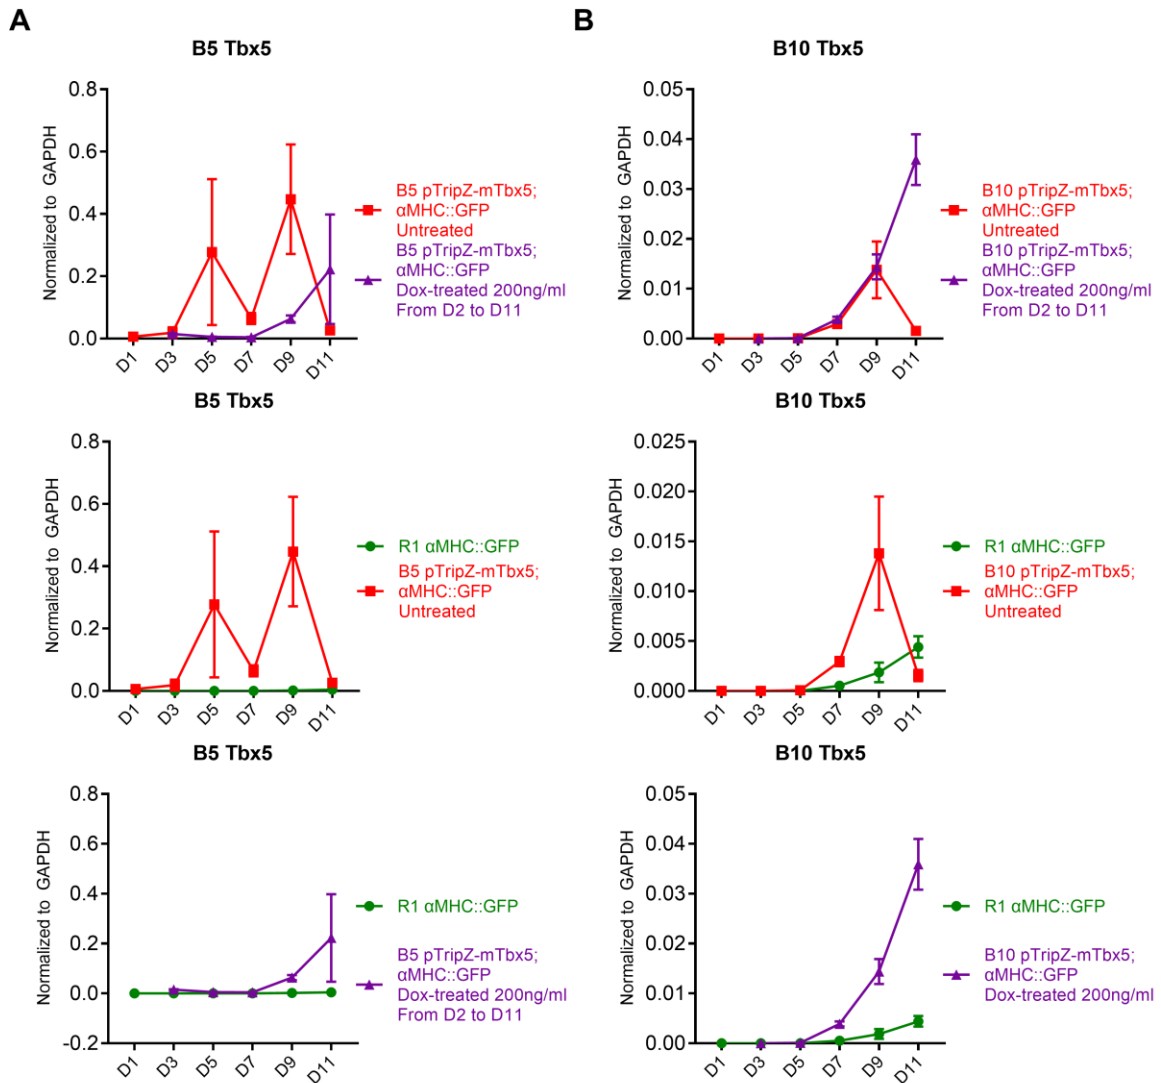 A
B5 Tbx5
Normalized to GAPDH
0.8
0.6
0.4
0.2
0.0
D1
D3
D5
D7
D9
D11
B5 pTripZ-mTbx5;
αMHC::GFP
Untreated
B5 pTripZ-mTbx5;
αMHC::GFP
Dox-treated 200ng/ml
From D2 to D11
B
B10 Tbx5
Normalized to GAPDH
0.05
0.04
0.03
0.02
0.01
0.00
D1
D3
D5
D7
D9
D11
B10 pTripZ-mTbx5;
αMHC::GFP
Untreated
B10 pTripZ-mTbx5;
αMHC::GFP
Dox-treated 200ng/ml
From D2 to D11
B5 Tbx5
Normalized to GAPDH
0.8
0.6
0.4
0.2
0.0
D1
D3
D5
D7
D9
D11
R1 αMHC::GFP
B5 pTripZ-mTbx5;
αMHC::GFP
Untreated
B10 Tbx5
Normalized to GAPDH
0.025
0.020
0.015
0.010
0.005
0.000
D1
D3
D5
D7
D9
D11
R1 αMHC::GFP
B10 pTripZ-mTbx5;
αMHC::GFP
Untreated
B5 Tbx5
Normalized to GAPDH
0.8
0.6
0.4
0.2
0.0
-0.2
D1
D3
D5
D7
D9
D11
R1 αMHC::GFP
B5 pTripZ-mTbx5;
αMHC::GFP
Dox-treated 200ng/ml
From D2 to D11
B10 Tbx5
Normalized to GAPDH
0.05
0.04
0.03
0.02
0.01
0.00
D1
D3
D5
D7
D9
D11
R1 αMHC::GFP
B10 pTripZ-mTbx5;
αMHC::GFP
Dox-treated 200ng/ml